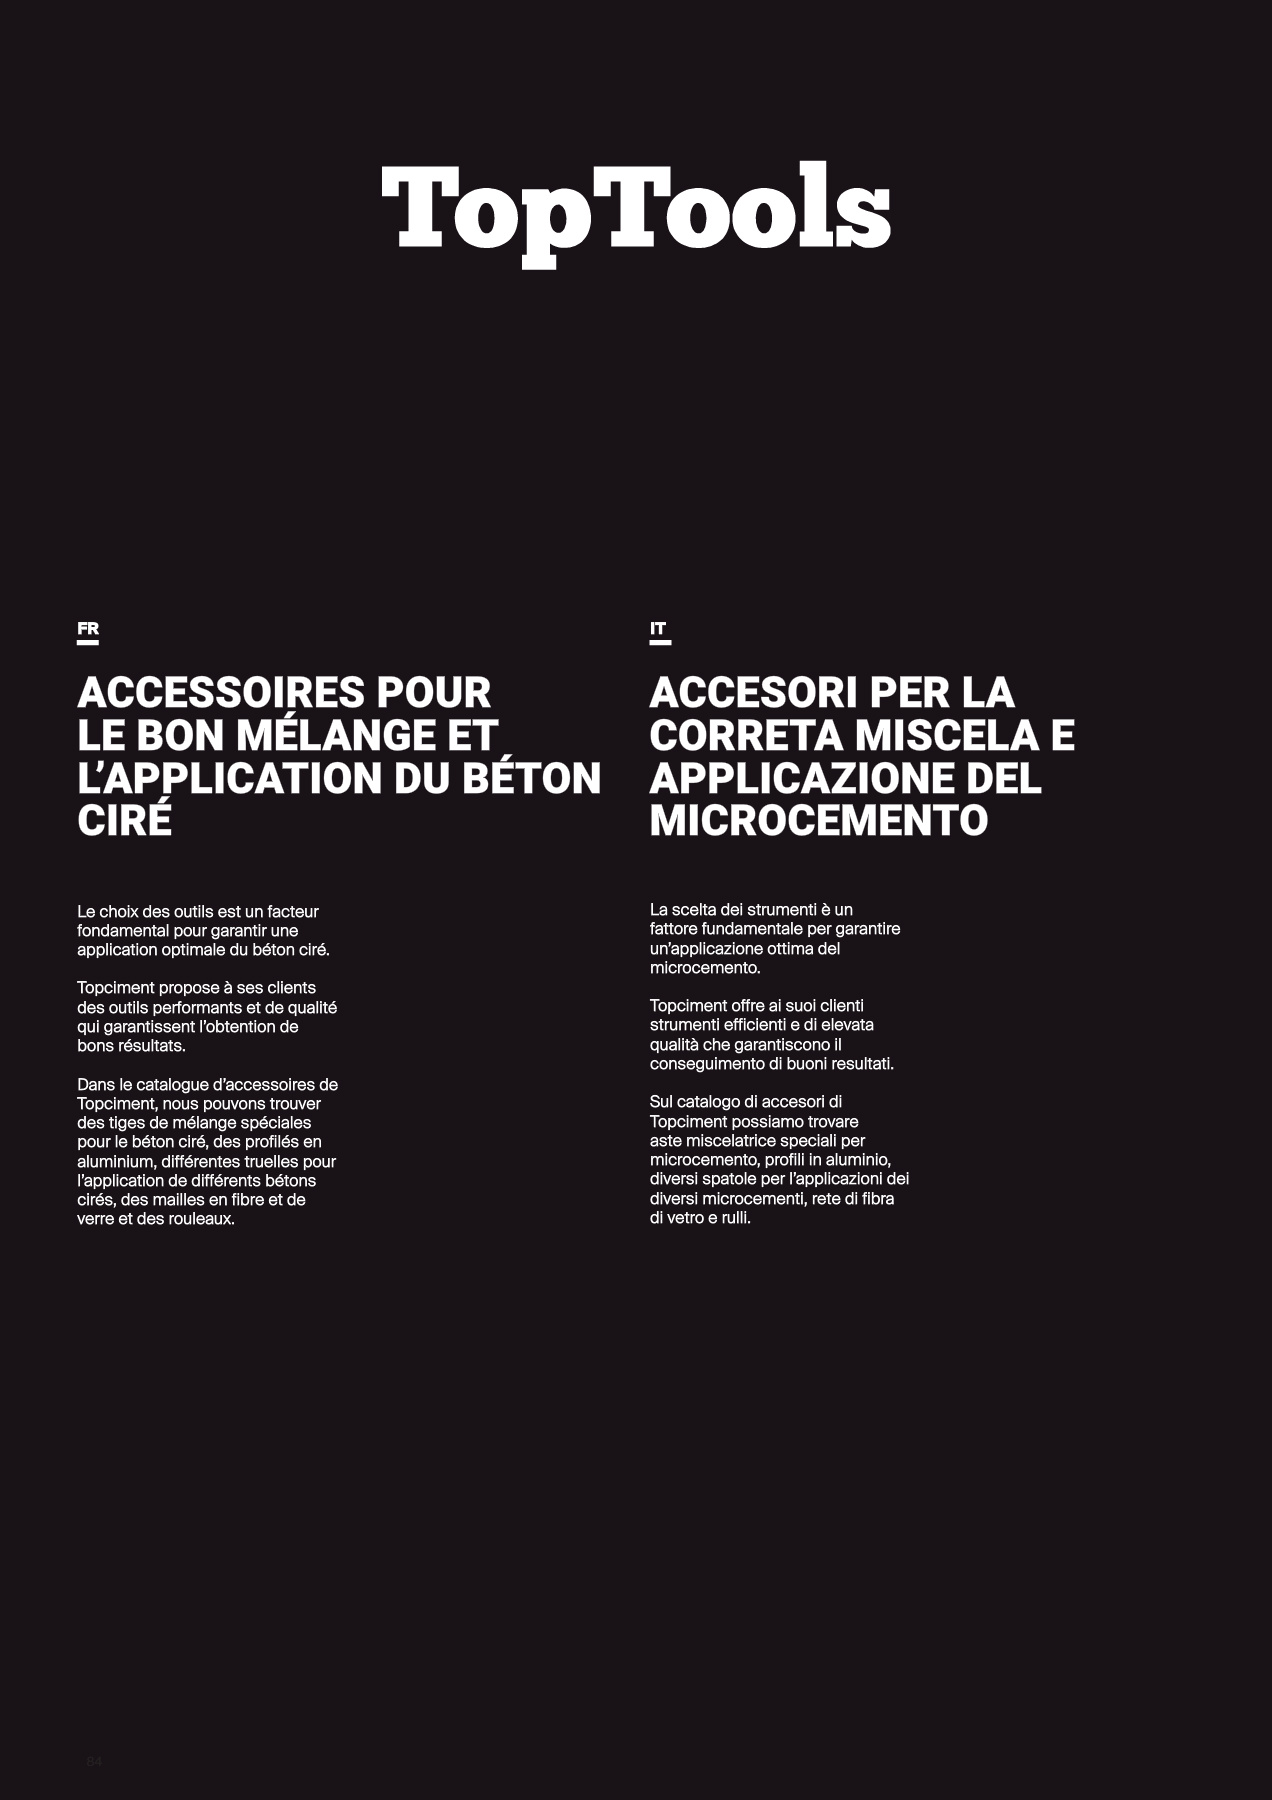 TopTools
FR
ACCESSOIRES POUR
LE BON MÉLANGE ET
L’APPLICATION DU BÉTON
CIRÉ
Le choix des outils est un facteur
fondamental pour garantir une
application optimale du béton ciré.
Topciment propose à ses clients
des outils performants et de qualité
qui garantissent l’obtention de
bons résultats.
Dans le catalogue d’accessoires de
Topciment, nous pouvons trouver
des tiges de mélange spéciales
pour le béton ciré, des profilés en
aluminium, différentes truelles pour
l’application de différents bétons
cirés, des mailles en fibre et de
verre et des rouleaux.
IT
ACCESORI PER LA
CORRETA MISCELA E
APPLICAZIONE DEL
MICROCEMENTO
La scelta dei strumenti è un
fattore fundamentale per garantire
un’applicazione ottima del
microcemento.
Topciment offre ai suoi clienti
strumenti efficienti e di elevata
qualità che garantiscono il
conseguimento di buoni resultati.
Sul catalogo di accesori di
Topciment possiamo trovare
aste miscelatrice speciali per
microcemento, profili in aluminio,
diversi spatole per l’applicazioni dei
diversi microcementi, rete di fibra
di vetro e rulli.
84